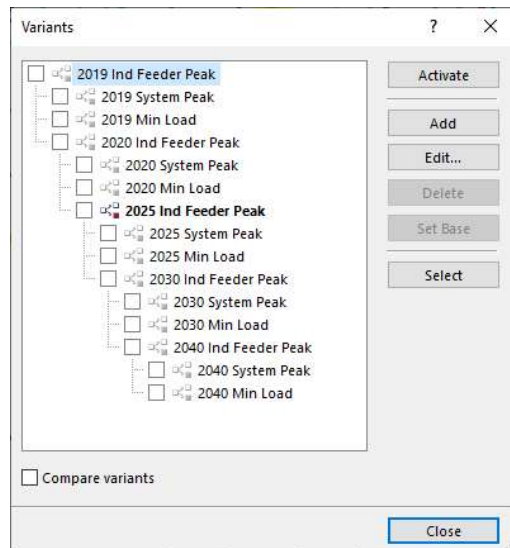 Variants
?
2019 Ind Feeder Peak
2019 System Peak
2019 Min Load
2020 Ind Feeder Peak
2020 System Peak
2020 Min Load
2025 Ind Feeder Peak
2025 System Peak
2025 Min Load
2030 Ind Feeder Peak
2030 System Peak
2030 Min Load
2040 Ind Feeder Peak
2040 System Peak
2040 Min Load
Activate
Add
Edit...
Delete
Set Base
Select
Compare variants
Close